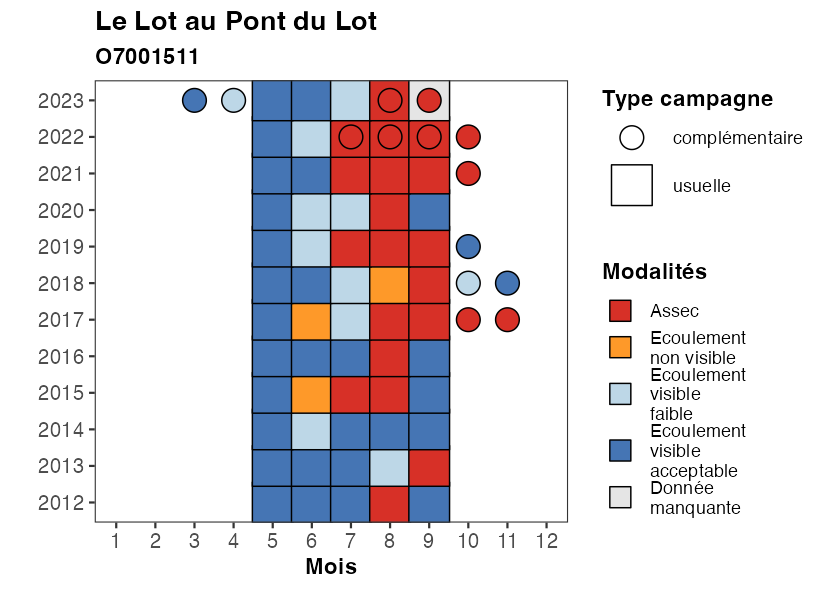 Le Lot au Pont du Lot
O7001511
2023
2022
2021
2020
2019
2018
2017
2016
2015
2014
2013
2012
1 2 3 4 5 6 7 8 9 10 11 12
Mois
Type campagne
complémentaire
usuelle
Modalités
Assec
Ecoulement
non visible
Ecoulement
visible
faible
Ecoulement
visible
acceptable
Donnée
manquante